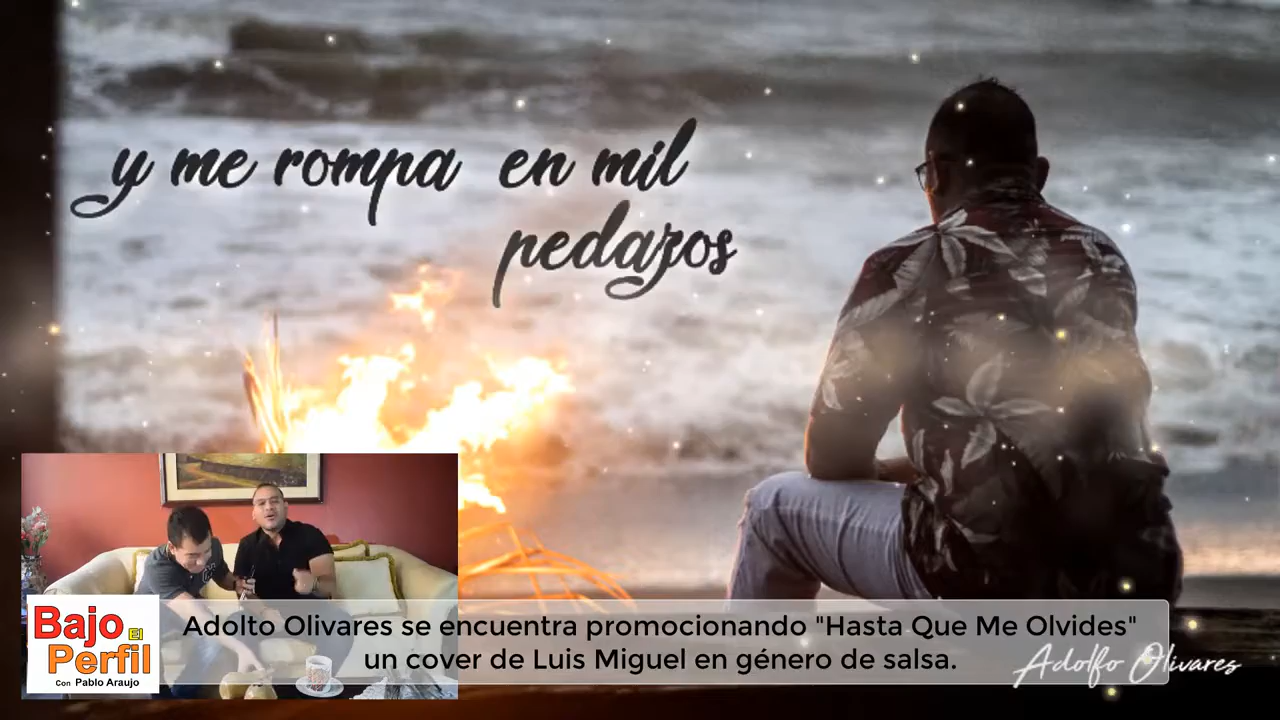 y me rompa en mil
pedazos
Bajo
El
Perfil
Con Pablo Araujo
Adolto Olivares se encuentra promocionando "Hasta Que Me Olvides"
un cover de Luis Miguel en género de salsa.
Adolfo Olivares